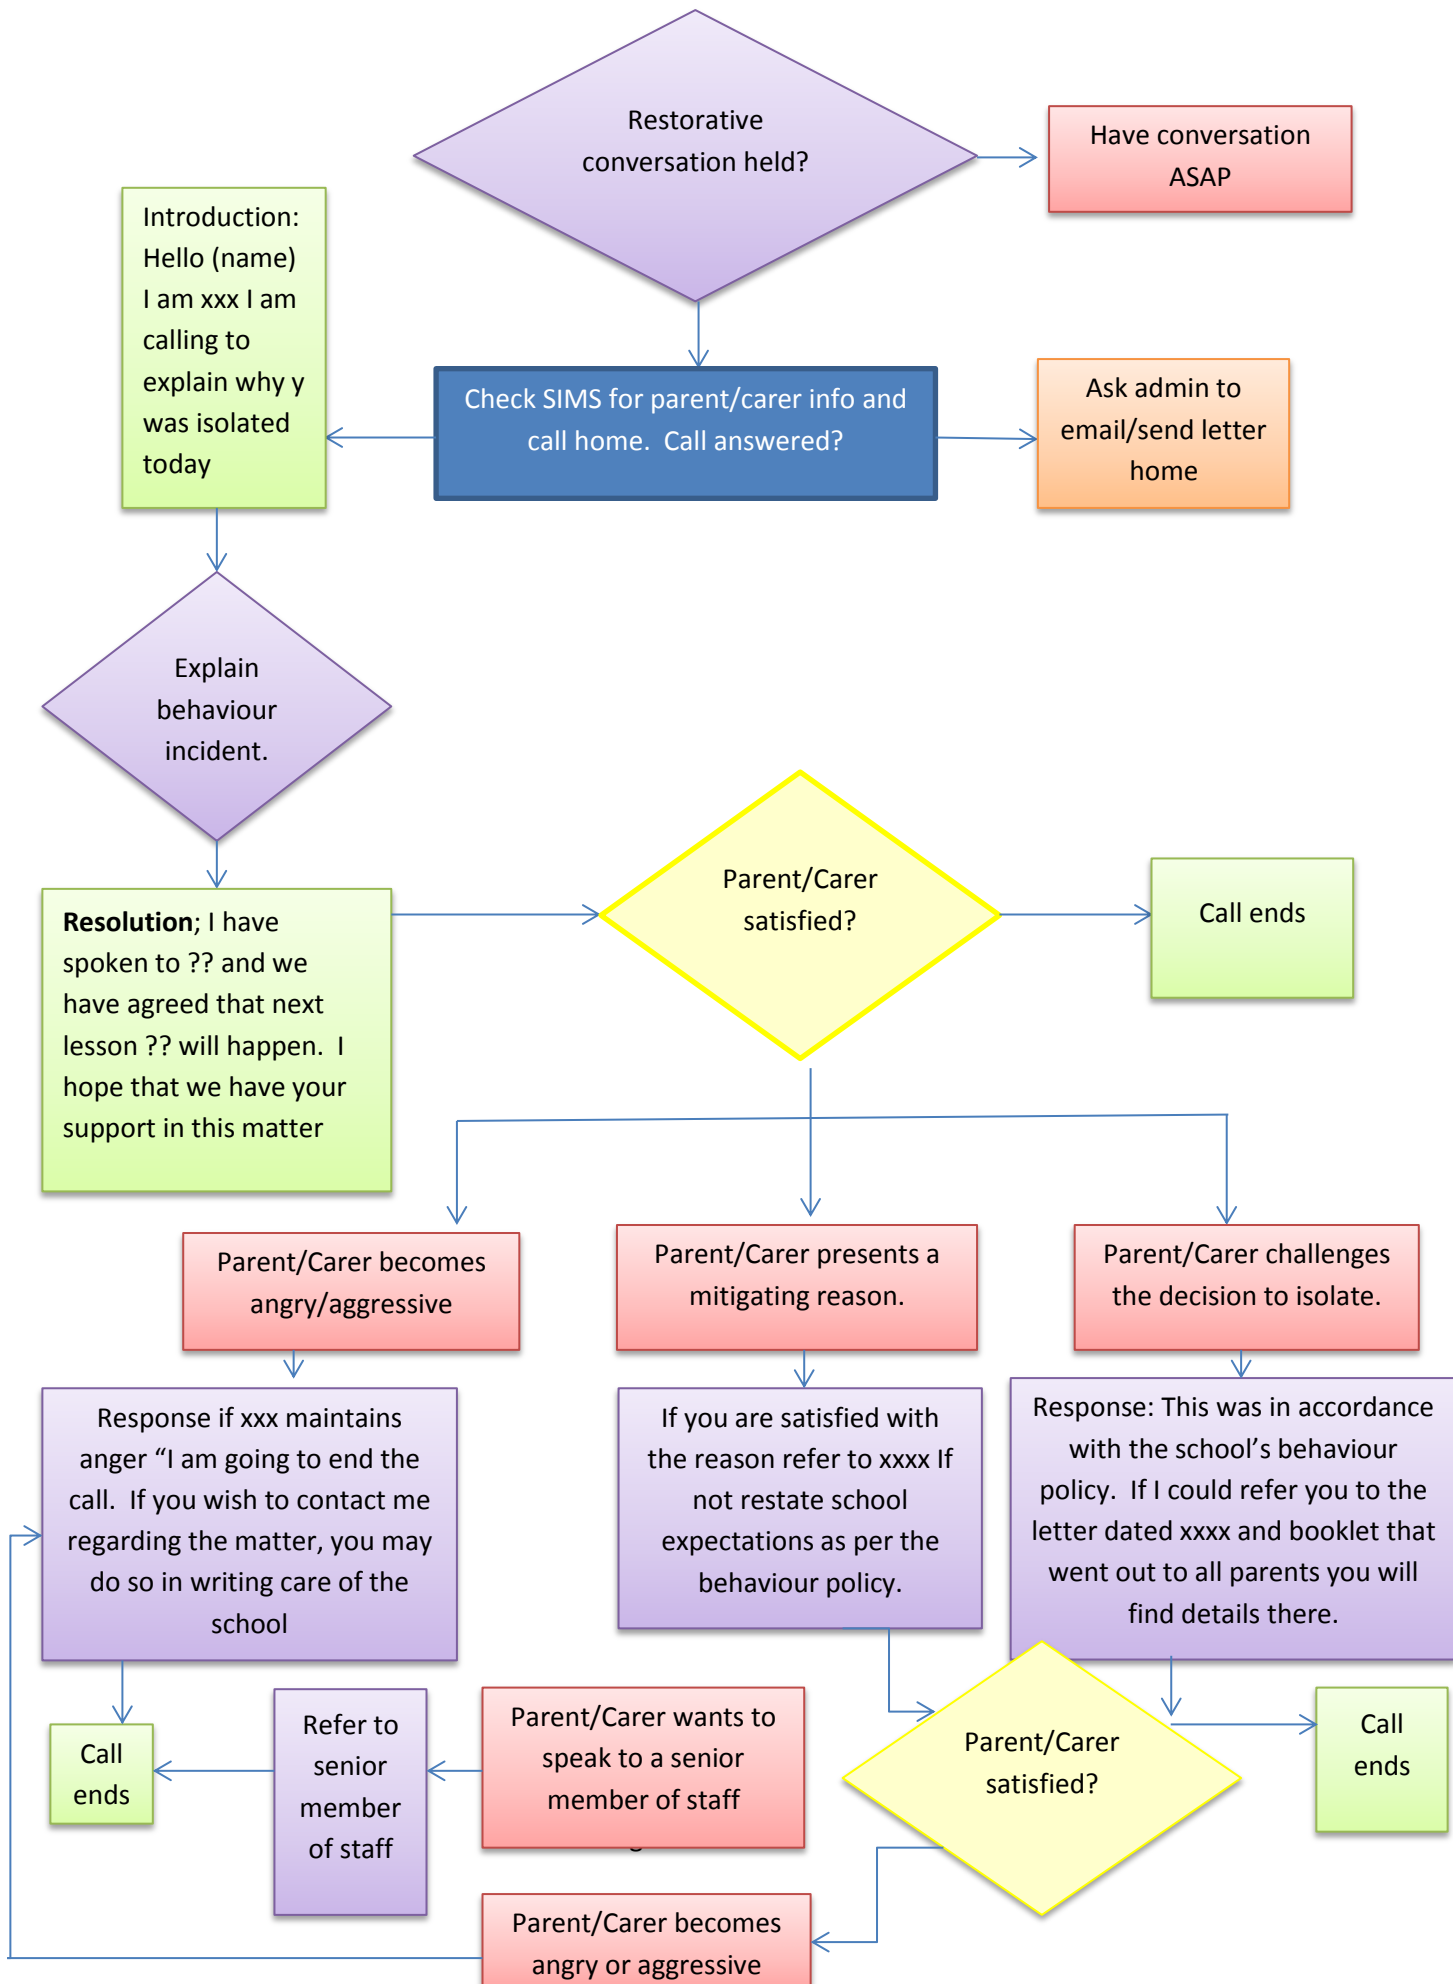 Restorative
conversation held?
Have conversation
ASAP
Introduction:
Hello (name)
I am xxx I am
calling to
explain why y
was isolated
today
Check SIMS for parent/carer info and
call home.  Call answered?
Ask admin to
email/send letter
home
Explain
behaviour
incident.
Resolution; I have
spoken to ?? and we
have agreed that next
lesson ?? will happen.  I
hope that we have your
support in this matter
Parent/Carer
satisfied?
Call ends
Parent/Carer becomes
angry/aggressive
Parent/Carer presents a
mitigating reason.
Parent/Carer challenges
the decision to isolate.
Response if xxx maintains
anger “I am going to end the
call.  If you wish to contact me
regarding the matter, you may
do so in writing care of the
school
If you are satisfied with
the reason refer to xxxx If
not restate school
expectations as per the
behaviour policy.
Response: This was in accordance
with the school’s behaviour
policy.  If I could refer you to the
letter dated xxxx and booklet that
went out to all parents you will
find details there.
Call
ends
Refer to
senior
member
of staff
Parent/Carer wants to
speak to a senior
member of staff
Parent/Carer
satisfied?
Call
ends
Parent/Carer becomes
angry or aggressive